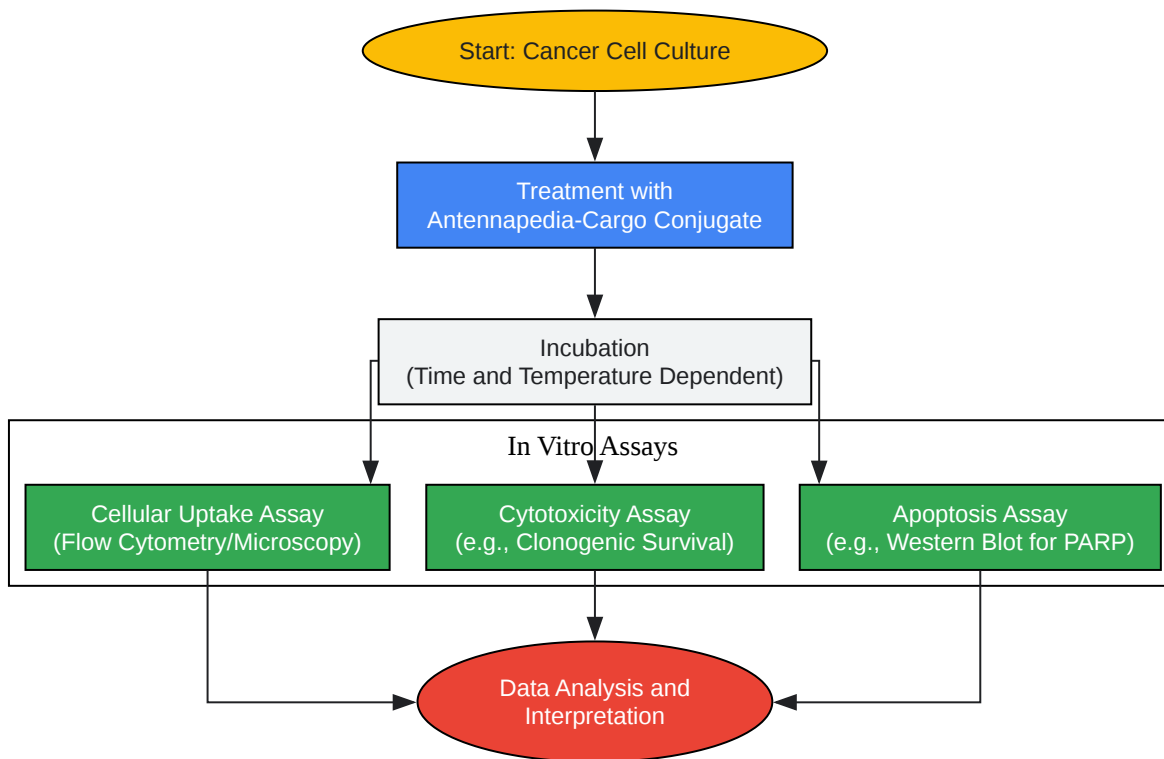 Start: Cancer Cell Culture
Treatment with
Antennapedia-Cargo Conjugate
Incubation
(Time and Temperature Dependent)
In Vitro Assays
Cellular Uptake Assay
(Flow Cytometry/Microscopy)
Cytotoxicity Assay
(e.g., Clonogenic Survival)
Apoptosis Assay
(e.g., Western Blot for PARP)
Data Analysis and
Interpretation